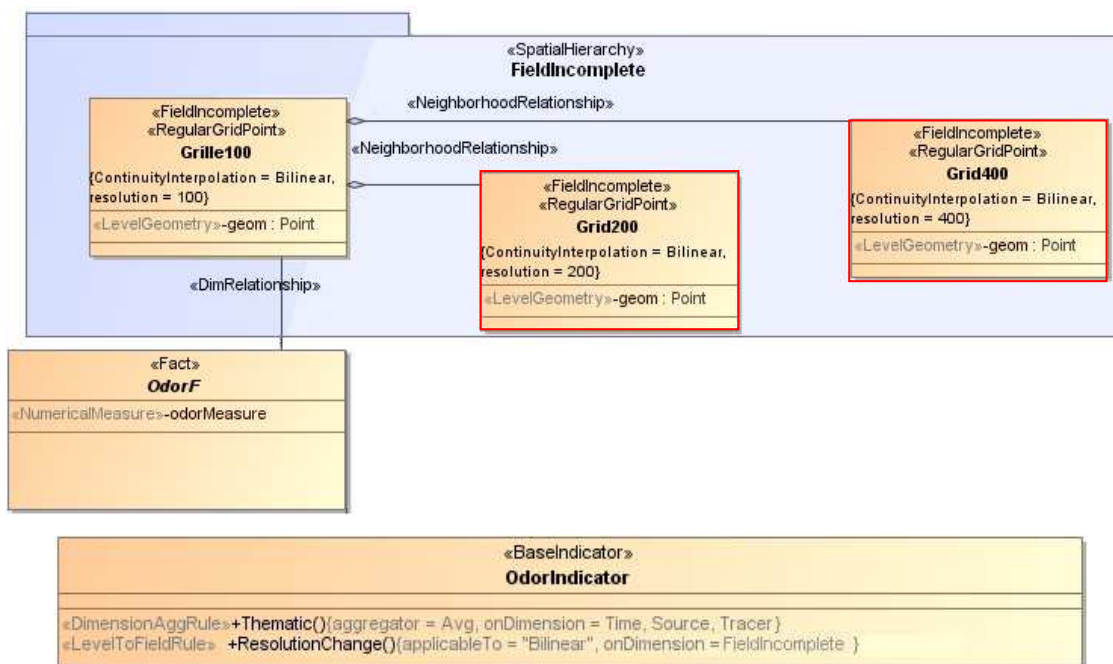 «SpatialHierarchy»
FieldIncomplete
«NeighborhoodRelationship»
«FieldIncomplete»
«RegularGridPoint»
Grille100
{ContinuityInterpolation = Bilinear,
resolution = 100}
«LevelGeometry»-geom : Point
«NeighborhoodRelationship»
«FieldIncomplete»
«RegularGridPoint»
Grid200
{ContinuityInterpolation = Bilinear,
resolution = 200}
«LevelGeometry»-geom : Point
«FieldIncomplete»
«RegularGridPoint»
Grid400
{ContinuityInterpolation = Bilinear,
resolution = 400}
«LevelGeometry»-geom : Point
«DimRelationship»
«Fact»
OdorF
«NumericalMeasure»-odorMeasure
«BaseIndicator»
OdorIndicator
«DimensionAggRule»+Thematic(){aggregator = Avg, onDimension = Time, Source, Tracer}
«LevelToFieldRule» +ResolutionChange(){applicableTo = "Bilinear", onDimension = FieldIncomplete }